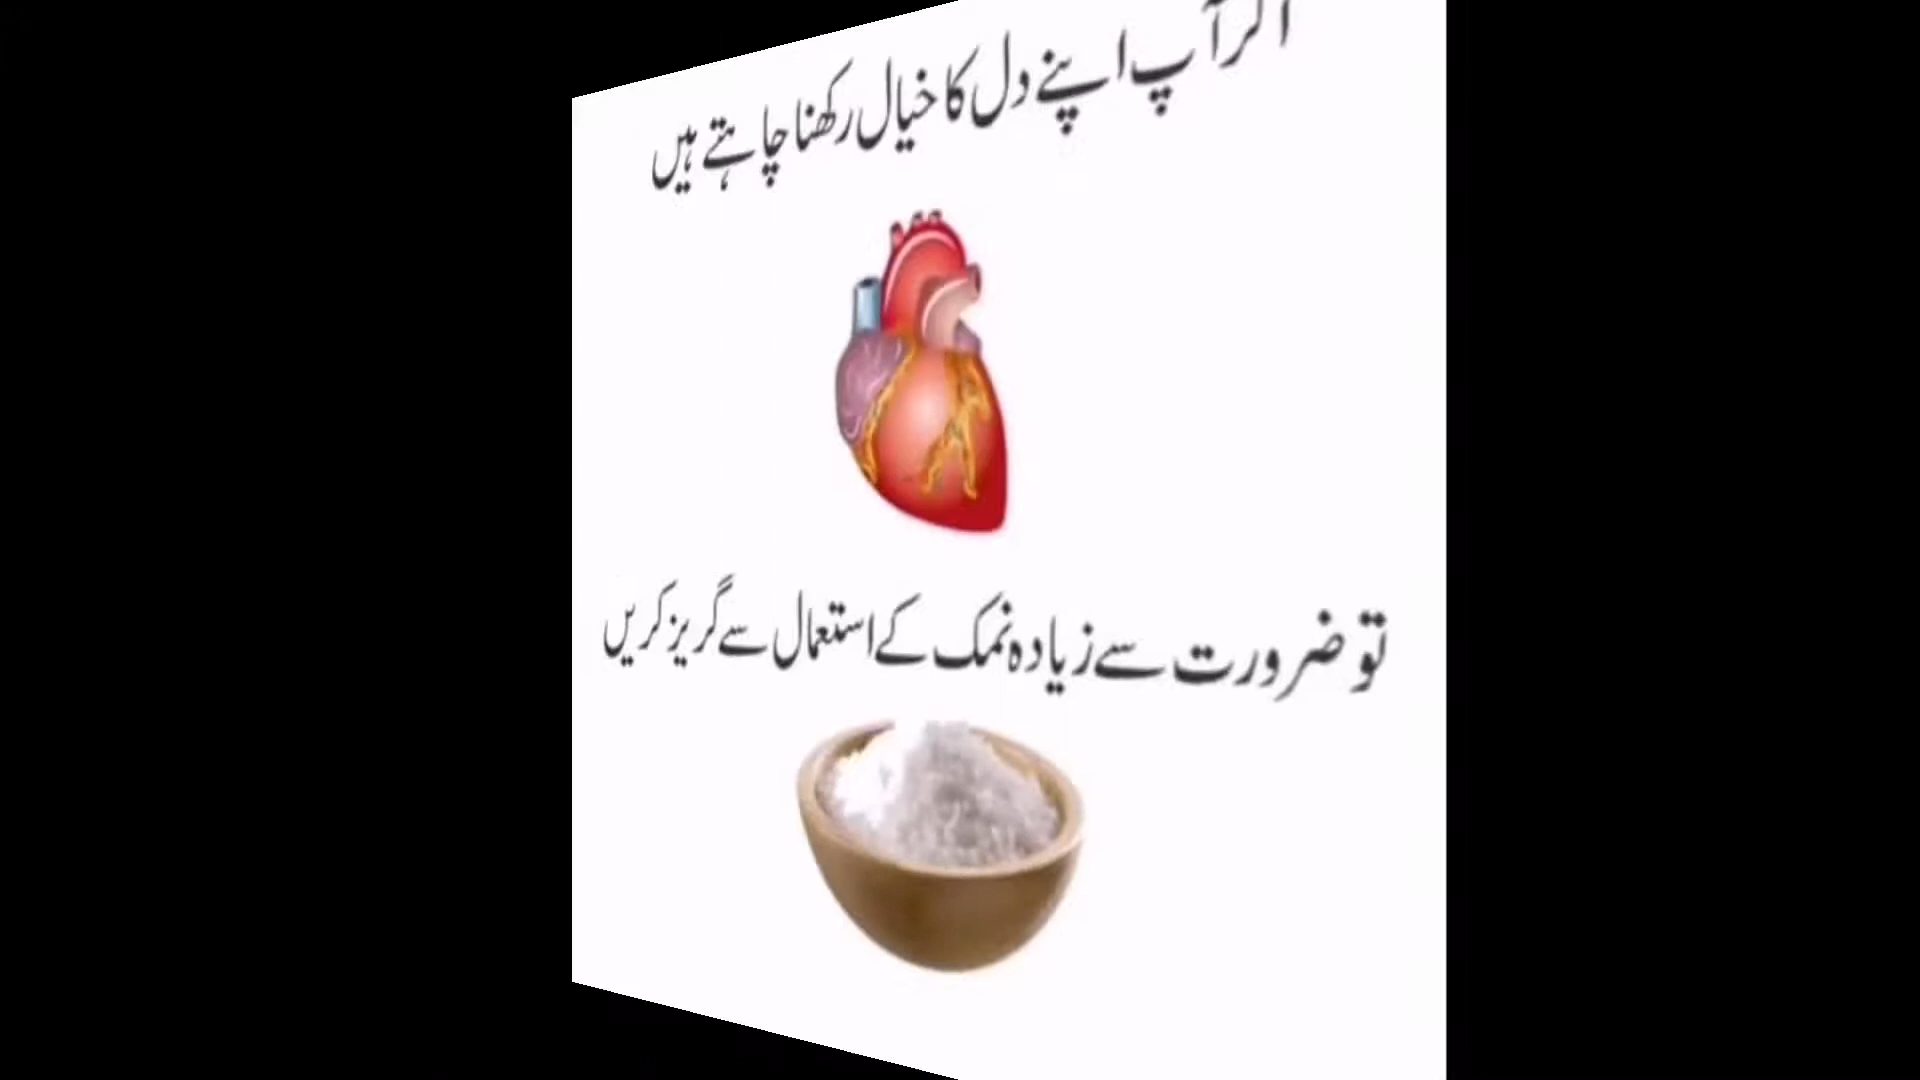 اگر آپ اپنے دل کا خیال رکھنا چاہتے ہیں
تو ضرورت سے زیادہ نمک کے استعمال سے گریز کریں